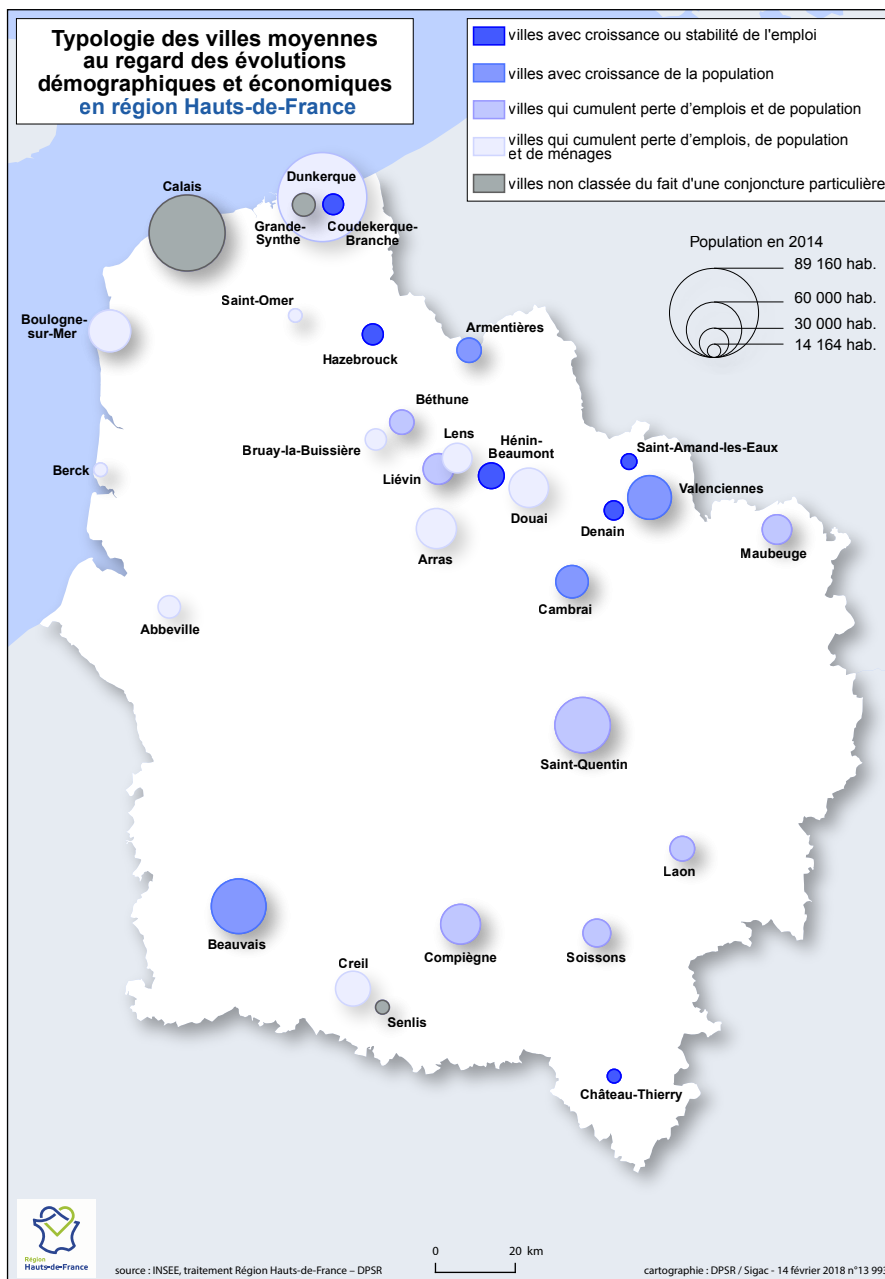 Typologie des villes moyennes
au regard des évolutions
démographiques et économiques
en région Hauts-de-France
villes avec croissance ou stabilité de l'emploi
villes avec croissance de la population
villes qui cumulent perte d'emplois et de population
villes qui cumulent perte d'emplois, de population
et de ménages
villes non classée du fait d'une conjoncture particulière
Population en 2014
89 160 hab.
60 000 hab.
30 000 hab.
14 164 hab.
Calais
Dunkerque
Grande-
Synthe
Coudekerque-
Branche
Saint-Omer
Boulogne-
sur-Mer
Hazebrouck
Armentières
Béthune
Bruay-la-Buissière
Lens
Hénin-
Beaumont
Saint-Amand-les-Eaux
Berck
Liévin
Valenciennes
Douai
Denain
Arras
Maubeuge
Cambrai
Abbeville
Saint-Quentin
Laon
Beauvais
Compiègne
Soissons
Creil
Senlis
Château-Thierry
Région
Hauts-de-France
source : INSEE, traitement Région Hauts-de-France – DPSR
0 20 km
cartographie : DPSR / Sigac - 14 février 2018 n°13 993